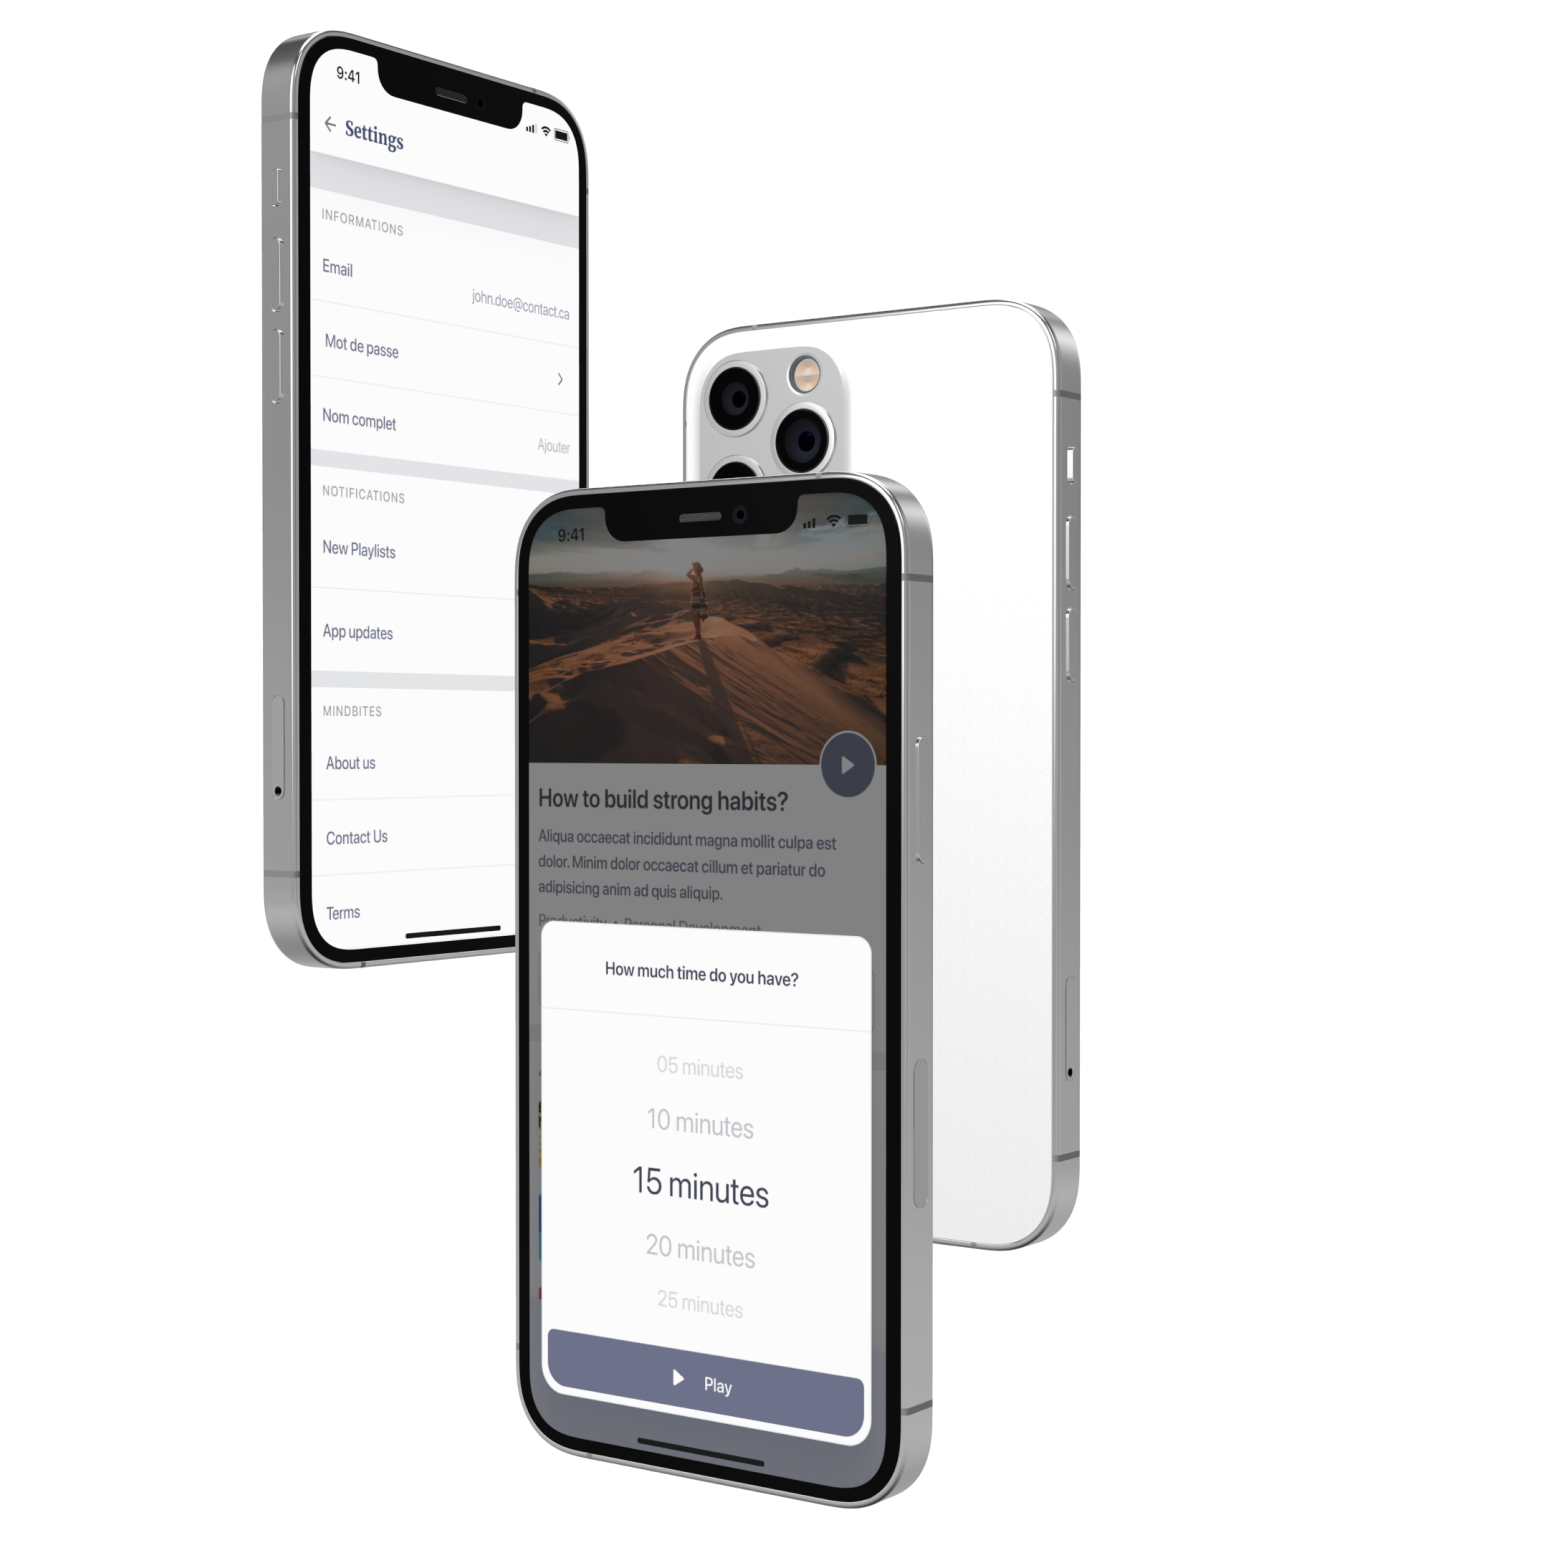 9:41
Settings
INFORMATIONS
Email
john.doe@contact.ca
Mot de passe
Nom complet
Ajouter
NOTIFICATIONS
New Playlists
App updates
MINDBITES
About us
Contact Us
Terms
9:41
How to build strong habits?
Aliqua occaecat incididunt magna mollit culpa est
dolor. Minim dolor occaecat cillum et pariatur do
adipisicing anim ad quis aliquip.
Productivity • Personal Development
How much time do you have?
05 minutes
10 minutes
15 minutes
20 minutes
25 minutes
Play